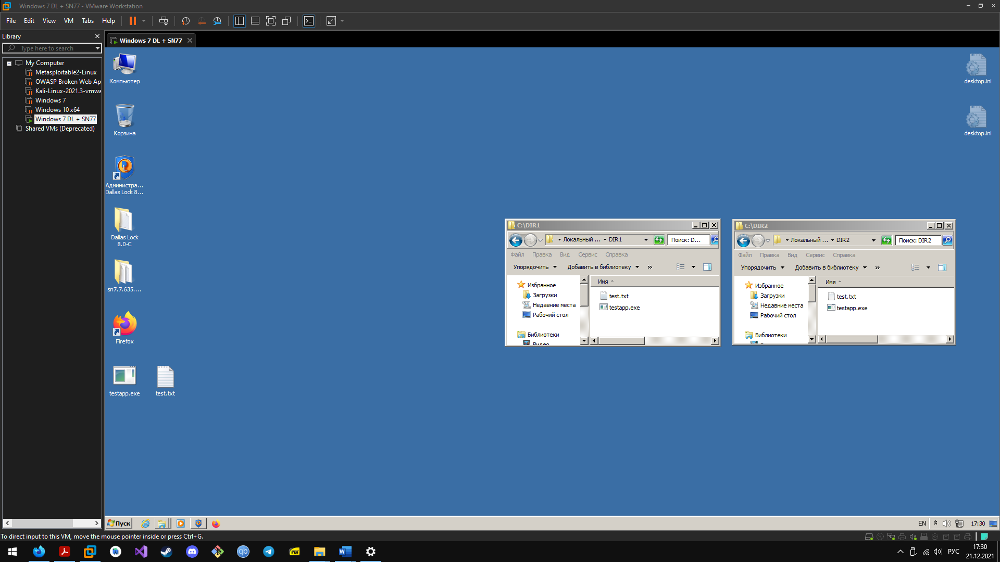 Windows 7 DL + SN77 - VMware Workstation
File Edit View VM Tabs Help
Library
Type here to search
My Computer
Metasploitable2-Linux
OWASP Broken Web Ap
Kali-Linux-2021.3-vmwa
Windows 7
Windows 10 x64
Windows 7 DL + SN77
Shared VMs (Deprecated)
Windows 7 DL + SN77
Компьютер
Корзина
Администра...
Dallas Lock 8...
Dallas Lock
8.0-C
sn7.7.635....
Firefox
testapp.exe
test.txt
desktop.ini
desktop.ini
C:\DIR1
Локальный ... DIR1
Поиск: D...
Файл Правка Вид Сервис Справка
Упорядочить Добавить в библиотеку »
Избранное
Загрузки
Недавние места
Рабочий стол
Библиотеки
Видео
Имя
test.txt
testapp.exe
C:\DIR2
Локальный ... DIR2
Поиск: DIR2
Файл Правка Вид Сервис Справка
Упорядочить Добавить в библиотеку »
Избранное
Загрузки
Недавние места
Рабочий стол
Библиотеки
Имя
test.txt
testapp.exe
Пуск
EN
17:30
To direct input to this VM, move the mouse pointer inside or press Ctrl+G.
qb
PDF
РУС
17:30
21.12.2021